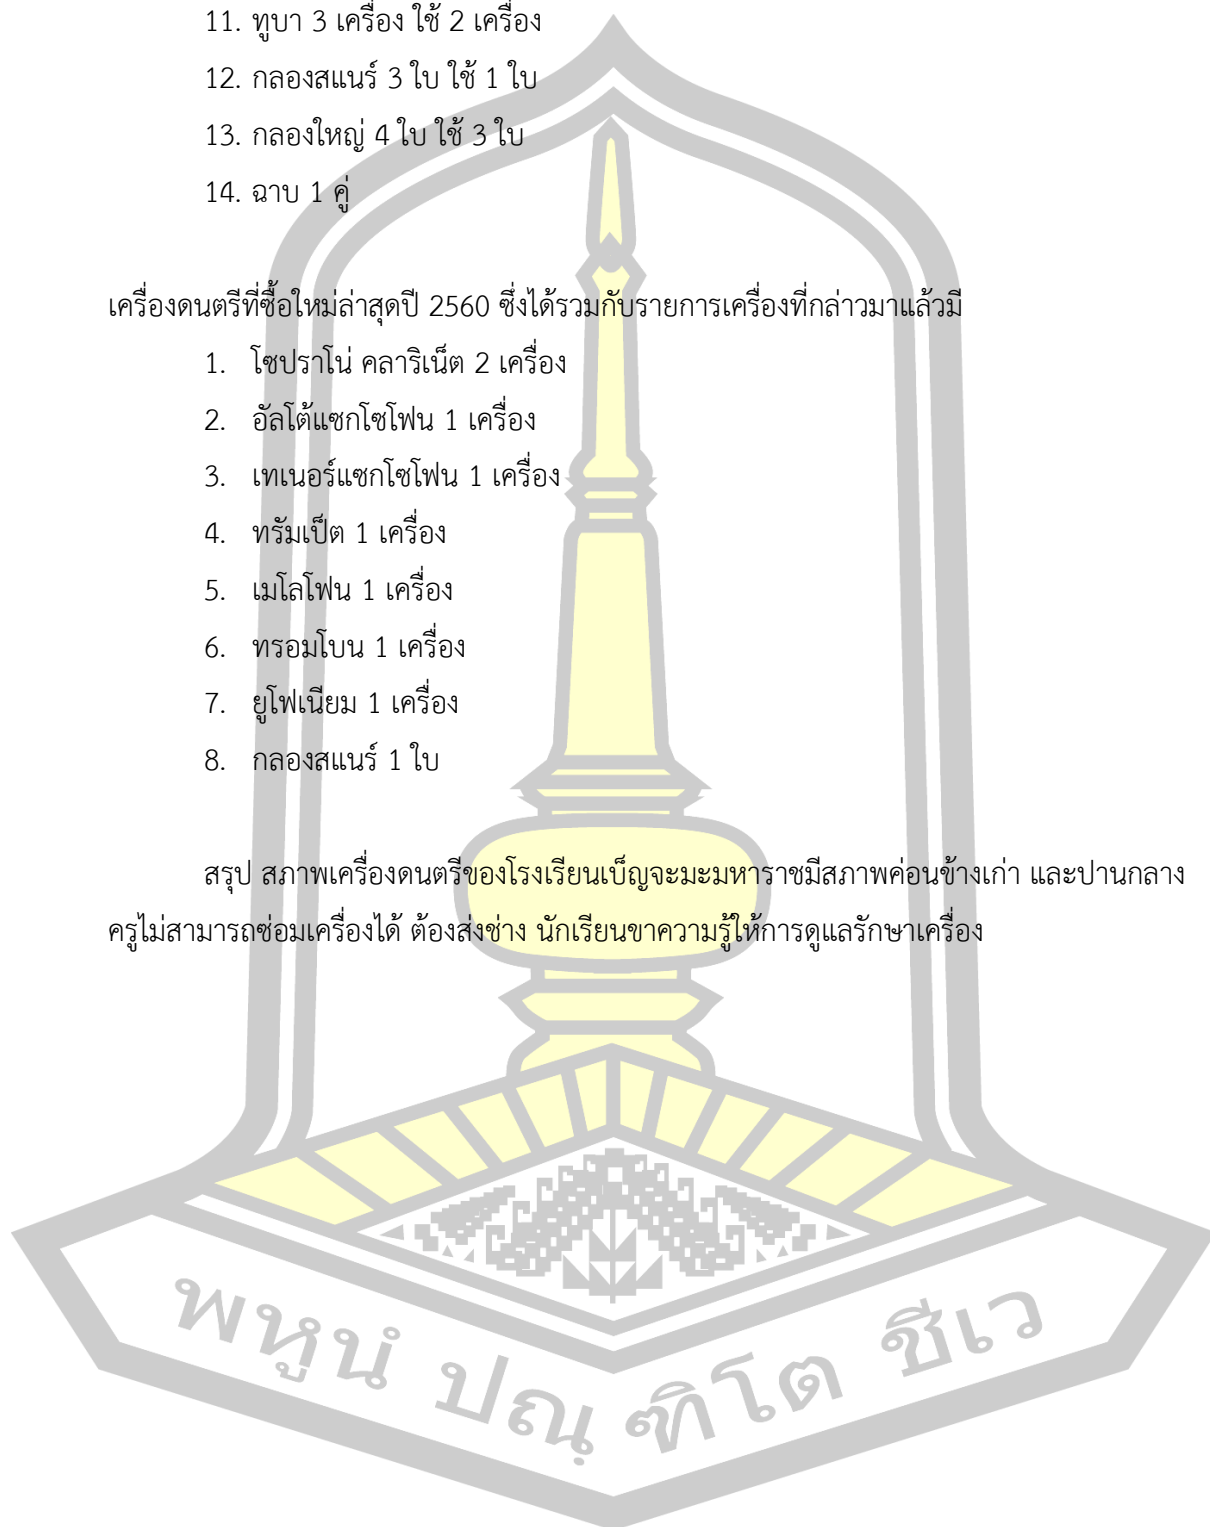 11. ทูบา 3 เครื่อง ใช้ 2 เครื่อง
12. กลองสแนร์ 3 ใบ ใช้ 1 ใบ
13. กลองใหญ่ 4 ใบ ใช้ 3 ใบ
14. ฉาบ 1 คู่
เครื่องดนตรีที่ซื้อใหม่ล่าสุดปี 2560 ซึ่งได้รวมกับรายการเครื่องที่กล่าวมาแล้วมี
1. โซปราโน่ คลาริเน็ต 2 เครื่อง
2. อัลโต้แซกโซโฟน 1 เครื่อง
3. เทเนอร์แซกโซโฟน 1 เครื่อง
4. ทรัมเป็ต 1 เครื่อง
5. เมโลโฟน 1 เครื่อง
6. ทรอมโบน 1 เครื่อง
7. ยูโฟเนียม 1 เครื่อง
8. กลองสแนร์ 1 ใบ
สรุป สภาพเครื่องดนตรีของโรงเรียนเบ็ญจะมะมหาราชมีสภาพค่อนข้างเก่า และปานกลาง
ครูไม่สามารถซ่อมเครื่องได้ ต้องส่งช่าง นักเรียนขาความรู้ให้การดูแลรักษาเครื่อง
พหูนํ ปณฺฑิโต ชีเว